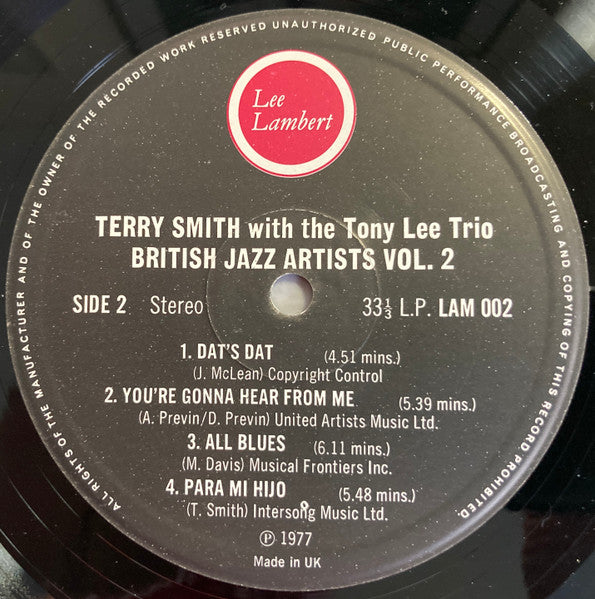 ALL RIGHTS OF THE MANUFACTURER AND OF THE OWNER OF THE RECORDED WORK RESERVED UNAUTHORIZED PUBLIC PERFORMANCE BROADCASTING AND COPYING OF THIS RECORD PROHIBITED.
Lee
Lambert
TERRY SMITH with the Tony Lee Trio
BRITISH JAZZ ARTISTS VOL. 2
SIDE 2 Stereo 33⅓ L.P. LAM 002
1. DAT'S DAT (4.51 mins.)
(J. McLean) Copyright Control
2. YOU'RE GONNA HEAR FROM ME (5.39 mins.)
(A. Previn/D. Previn) United Artists Music Ltd.
3. ALL BLUES (6.11 mins.)
(M. Davis) Musical Frontiers Inc.
4. PARA MI HIJO (5.48 mins.)
(T. Smith) Intersong Music Ltd.
Ⓟ 1977
Made in UK